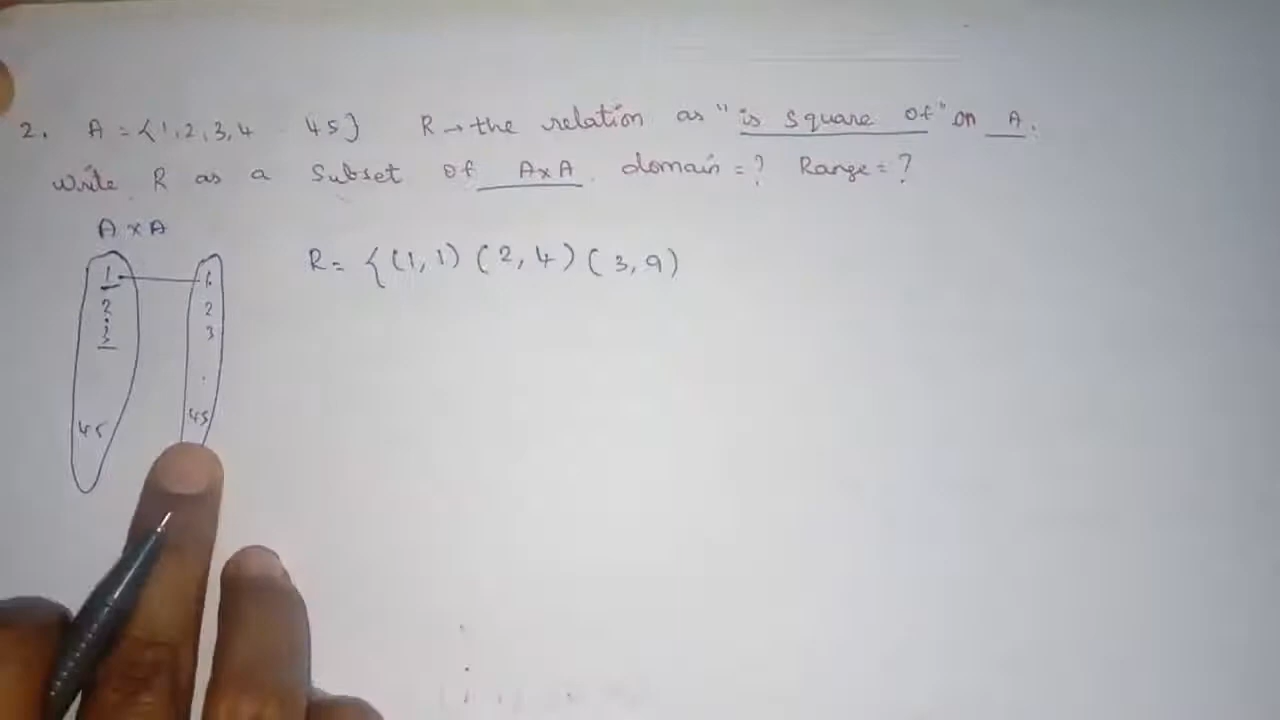 2. A = {1, 2, 3, 4 45} R → the relation as "is square of" on A.
Write R as a Subset of A×A. domain = ? Range = ?
A × A
R = {(1, 1) (2, 4) (3, 9)
1 1
2 2
3 3
.
45 45